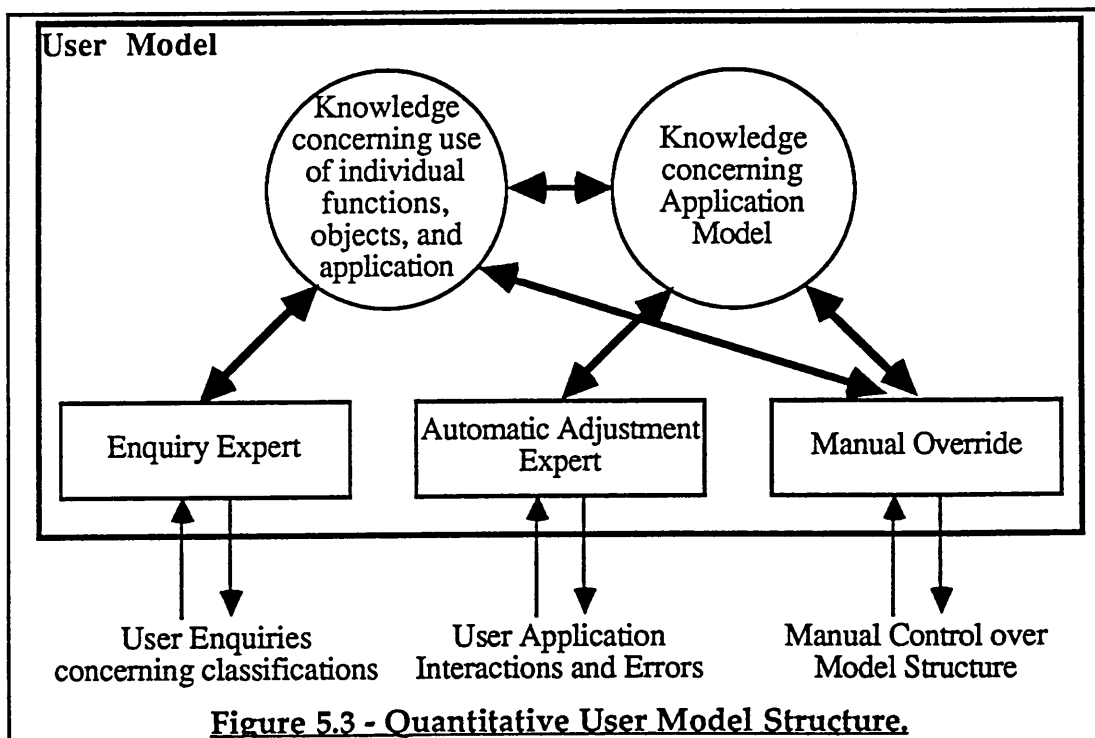 User Model
Knowledge
concerning use
of individual
functions,
objects, and
application
Knowledge
concerning
Application
Model
Enquiry Expert
Automatic Adjustment
Expert
Manual Override
User Enquiries
concerning classifications
User Application
Interactions and Errors
Manual Control over
Model Structure
Figure 5.3 - Quantitative User Model Structure.